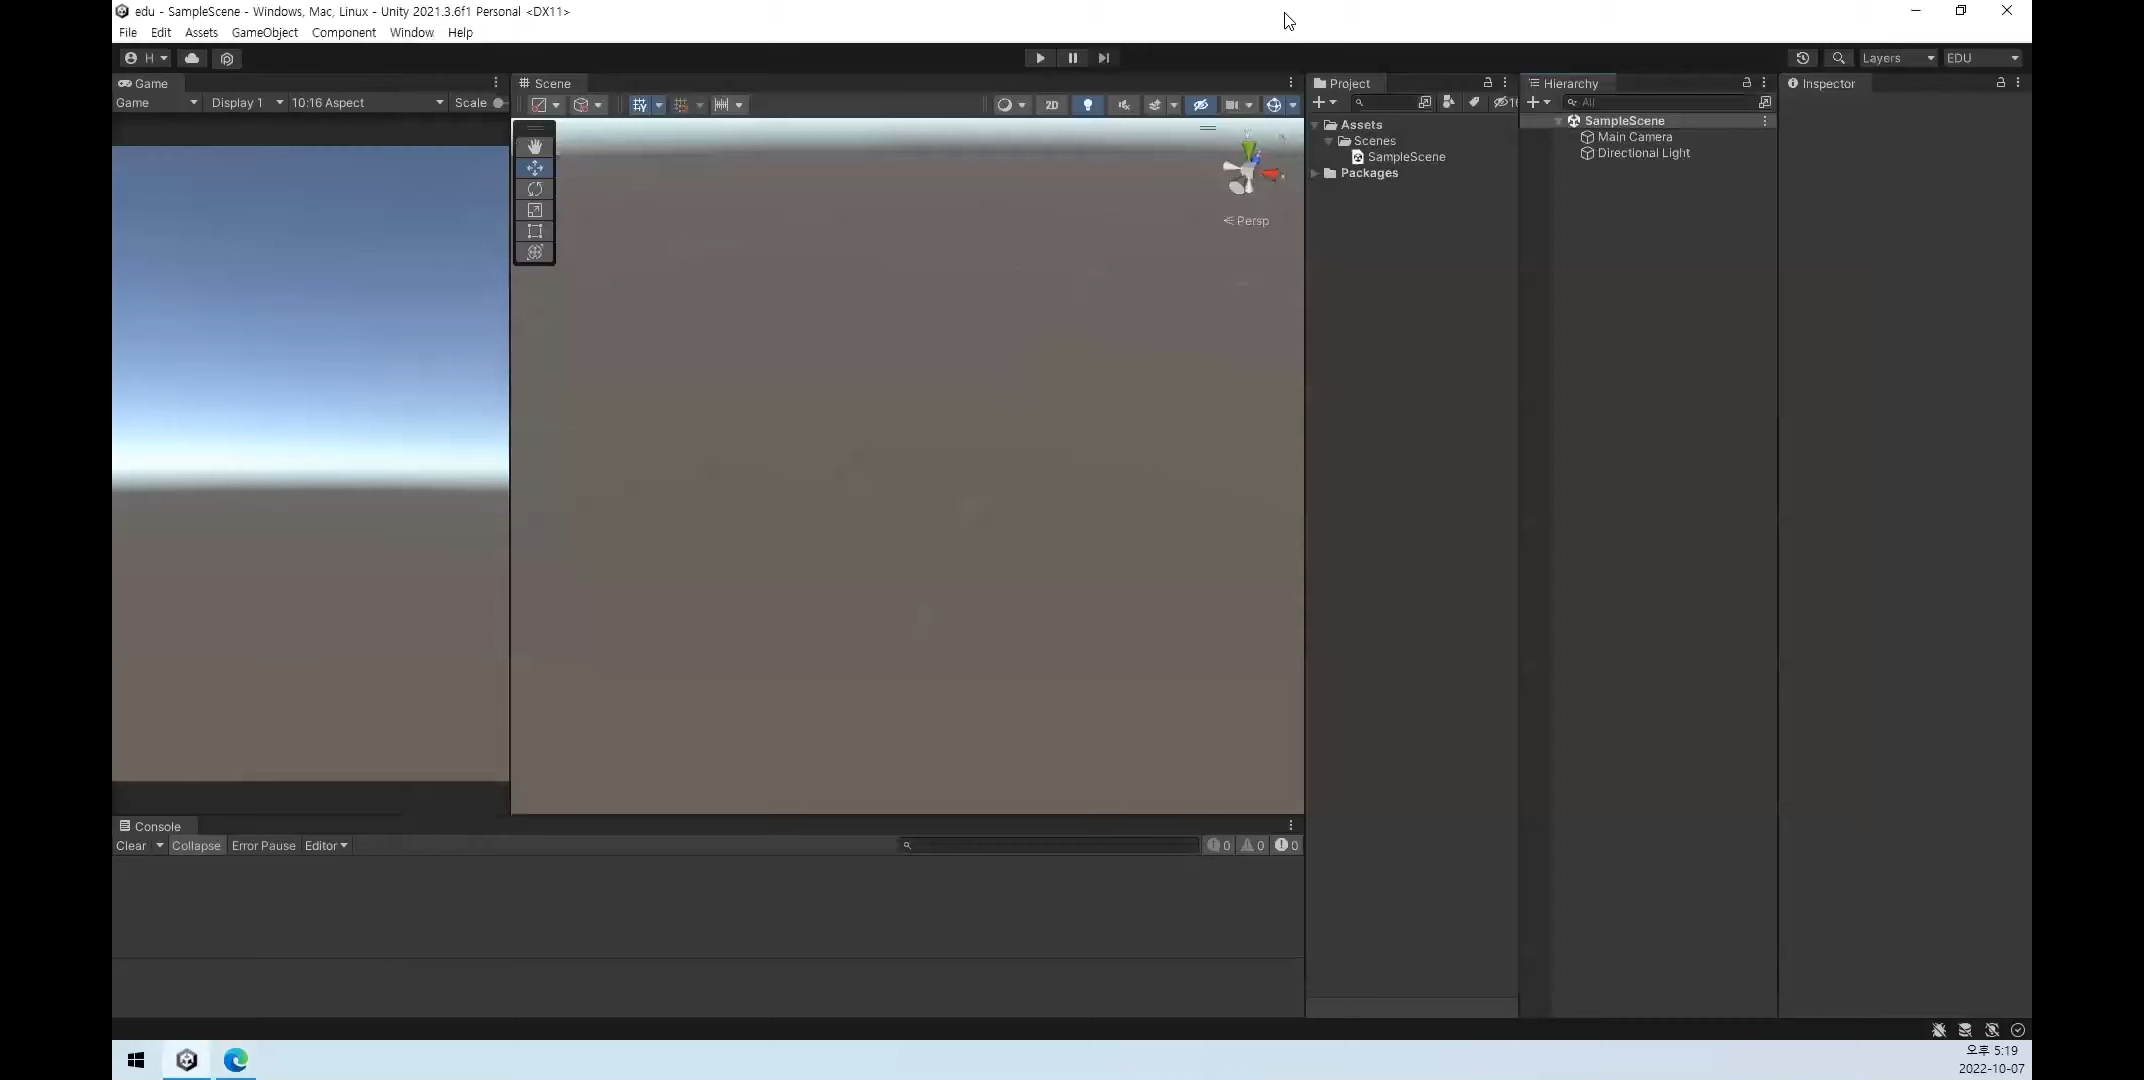 edu - SampleScene - Windows, Mac, Linux - Unity 2021.3.6f1 Personal <DX11>
File Edit Assets GameObject Component Window Help
H Layers EDU
Game
Game Display 1 10:16 Aspect Scale
Scene
2D
Persp
Project
Assets
Scenes
SampleScene
Packages
Hierarchy
All
SampleScene
Main Camera
Directional Light
Inspector
Console
Clear Collapse Error Pause Editor 0 0 0
오후 5:19
2022-10-07